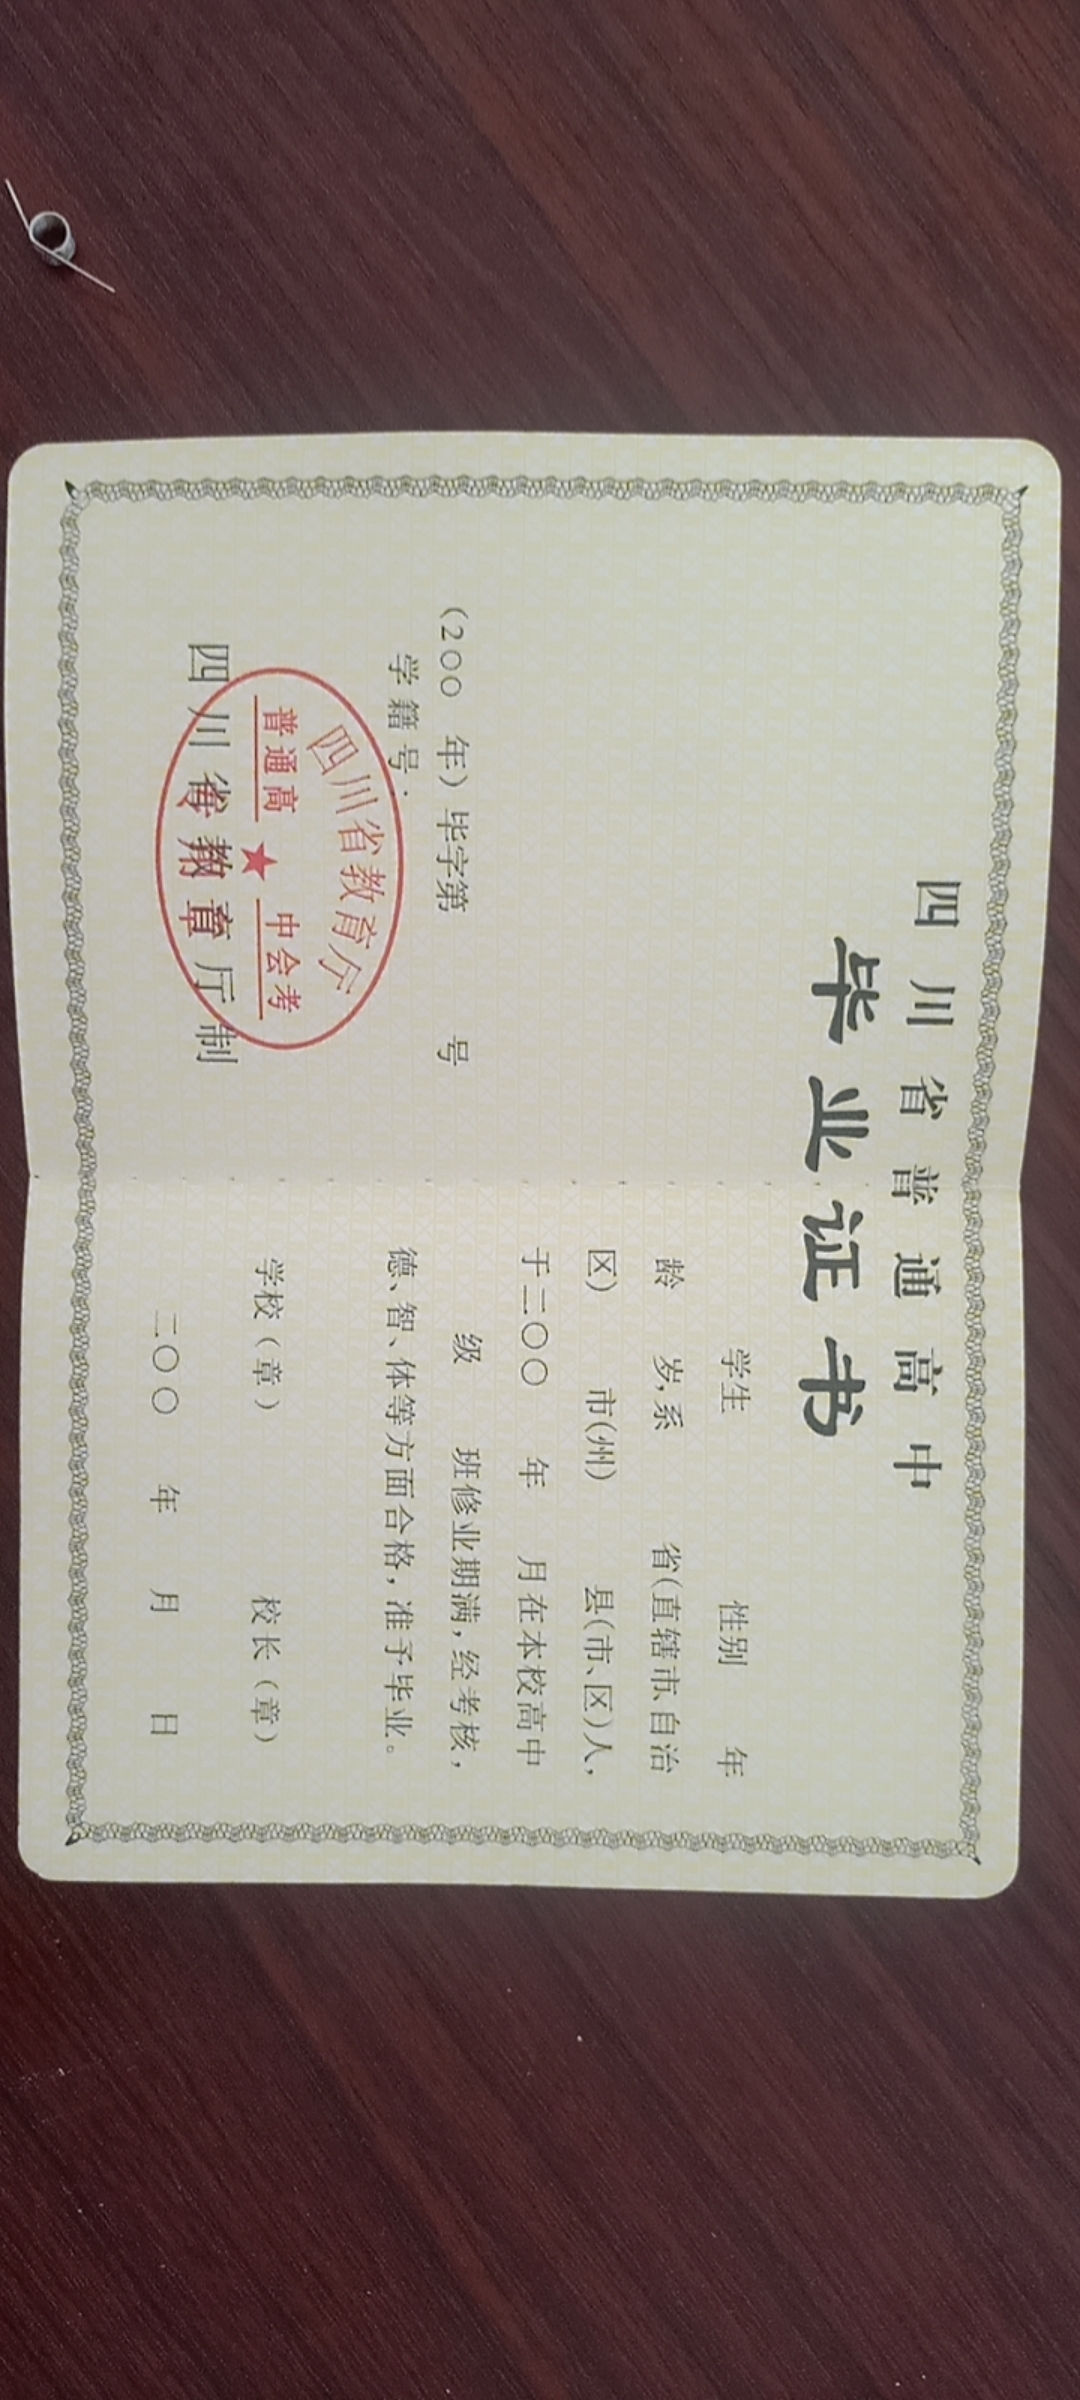 四川省普通高中
毕业证书
(200 年)毕字第 号
学籍号:
四川省教育厅制
四川省教育厅
普通高 中会考
专用章
学生 性别 年
龄 岁,系 省(直辖市、自治
区) 市(州) 县(市、区)人,
于二〇〇 年 月在本校高中
级 班修业期满,经考核,
德、智、体等方面合格,准予毕业。
学校(章) 校长(章)
二〇〇 年 月 日